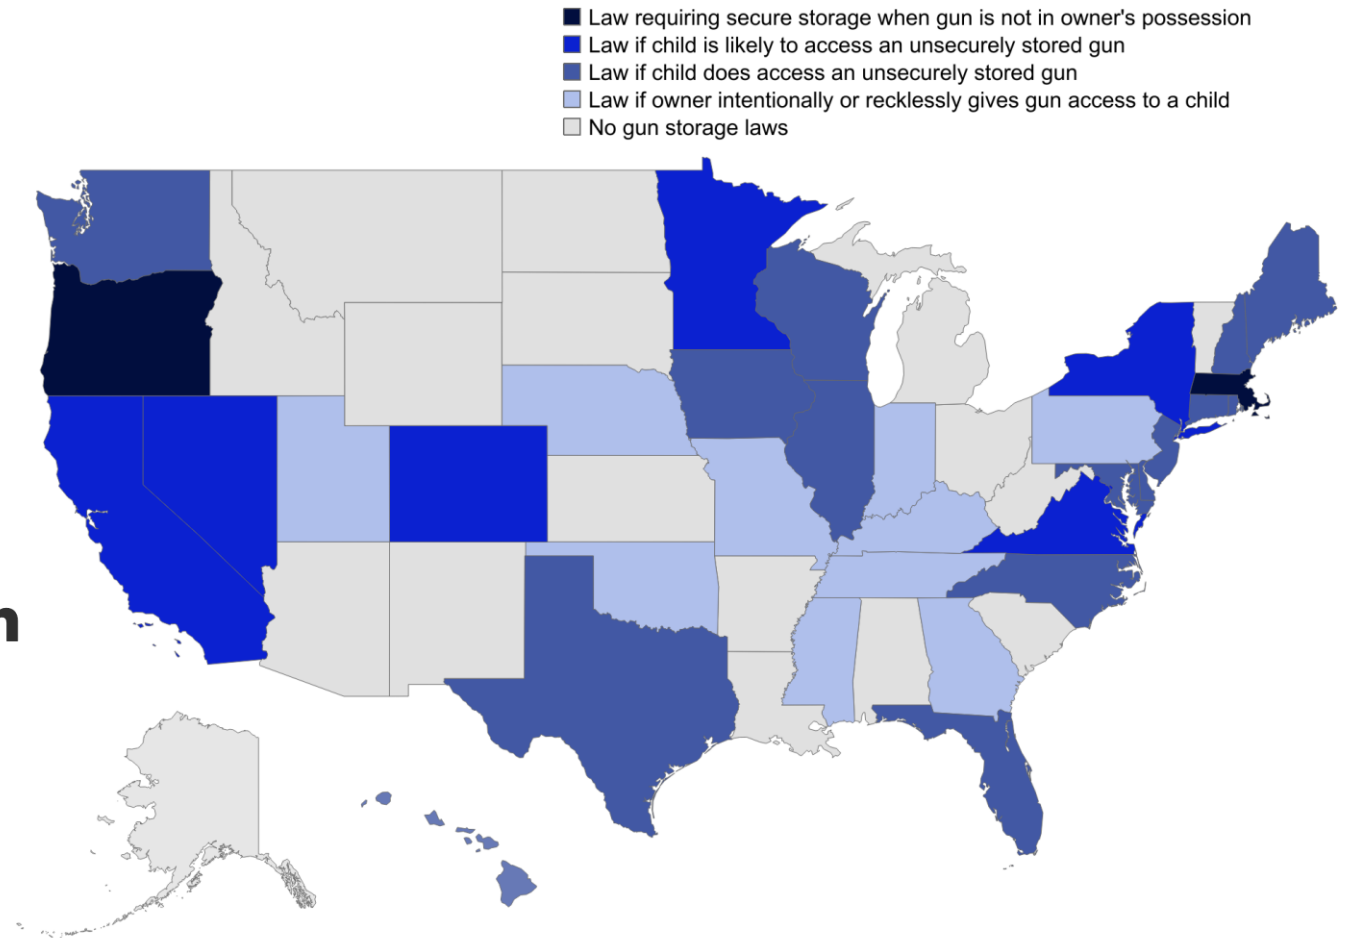 Law requiring secure storage when gun is not in owner's possession
Law if child is likely to access an unsecurely stored gun
Law if child does access an unsecurely stored gun
Law if owner intentionally or recklessly gives gun access to a child
No gun storage laws